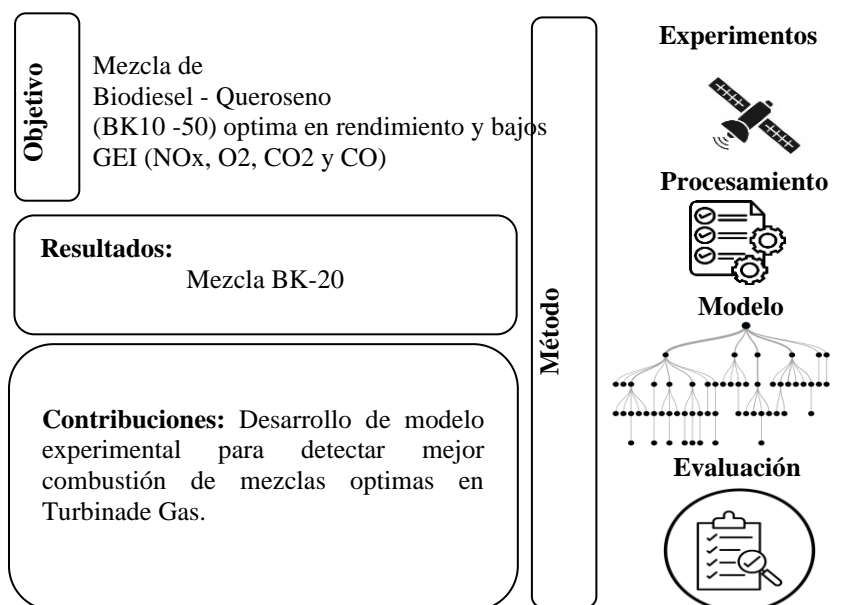 Objetivo
Mezcla de
Biodiesel - Queroseno
(BK10 -50) optima en rendimiento y bajos
GEI (NOx, O2, CO2 y CO)
Resultados:
Mezcla BK-20
Contribuciones: Desarrollo de modelo
experimental para detectar mejor
combustión de mezclas optimas en
Turbinade Gas.
Método
Experimentos
Procesamiento
Modelo
Evaluación